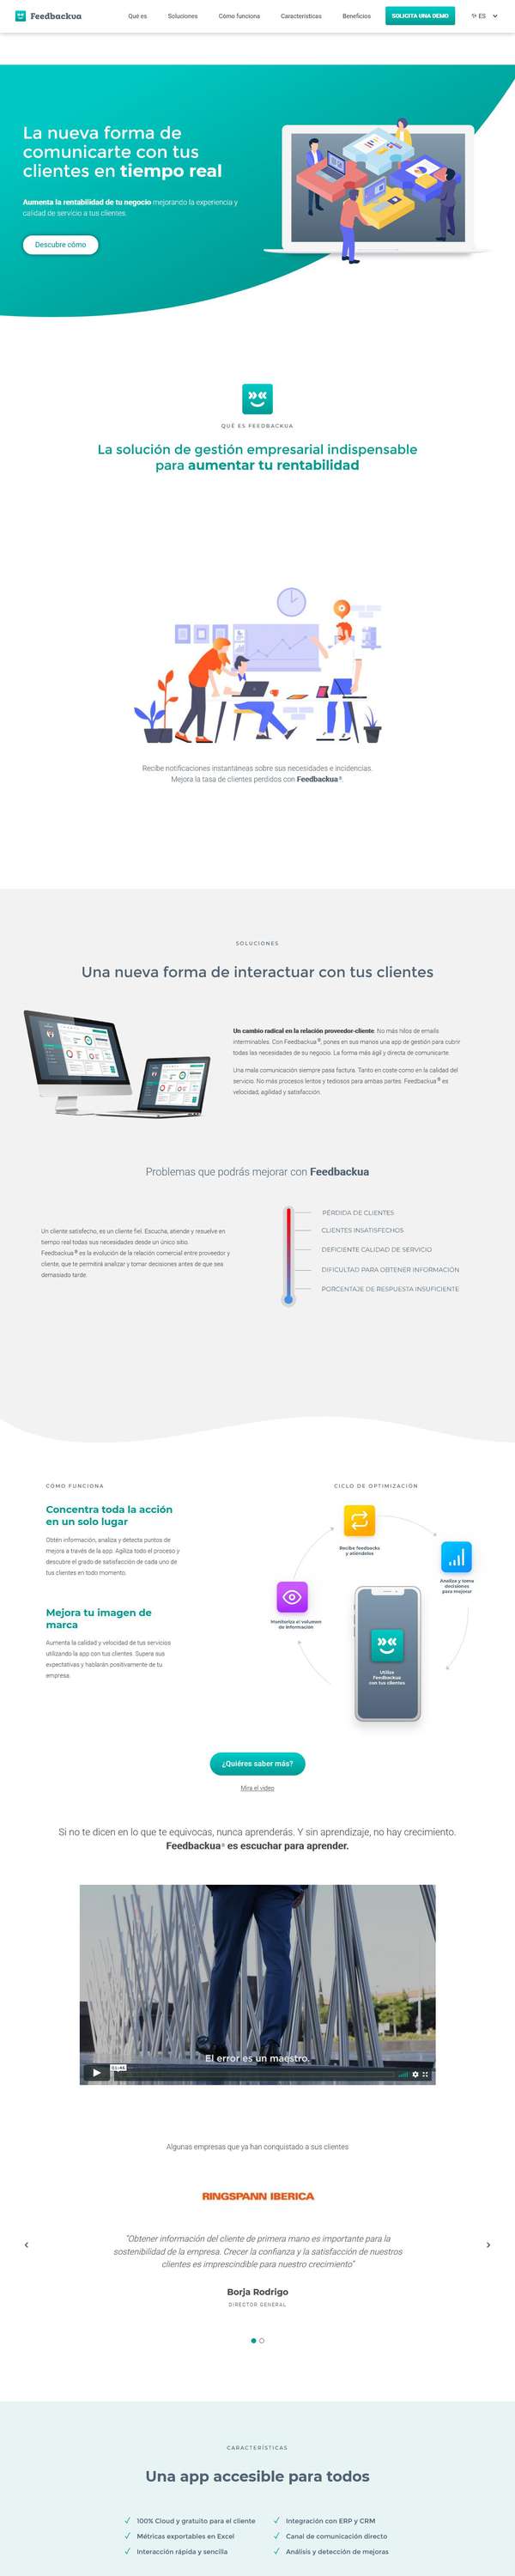 Feedbackua
Qué es
Soluciones
Cómo funciona
Características
Beneficios
SOLICITA UNA DEMO
ES
La nueva forma de
comunicarte con tus
clientes en tiempo real
Aumenta la rentabilidad de tu negocio mejorando la experiencia y
calidad de servicio a tus clientes.
Descubre cómo
QUÉ ES FEEDBACKUA
La solución de gestión empresarial indispensable
para aumentar tu rentabilidad
Recibe notificaciones instantáneas sobre sus necesidades e incidencias.
Mejora la tasa de clientes perdidos con Feedbackua®.
SOLUCIONES
Una nueva forma de interactuar con tus clientes
Un cambio radical en la relación proveedor-cliente. No más hilos de emails
interminables. Con Feedbackua®, pones en sus manos una app de gestión para cubrir
todas las necesidades de su negocio. La forma más ágil y directa de comunicarte.
Una mala comunicación siempre pasa factura. Tanto en coste como en la calidad del
servicio. No más procesos lentos y tediosos para ambas partes. Feedbackua® es
velocidad, agilidad y satisfacción.
Problemas que podrás mejorar con Feedbackua
Un cliente satisfecho, es un cliente fiel. Escucha, atiende y resuelve en
tiempo real todas sus necesidades desde un único sitio.
Feedbackua® es la evolución de la relación comercial entre proveedor y
cliente, que te permitirá analizar y tomar decisiones antes de que sea
demasiado tarde.
PÉRDIDA DE CLIENTES
CLIENTES INSATISFECHOS
DEFICIENTE CALIDAD DE SERVICIO
DIFICULTAD PARA OBTENER INFORMACIÓN
PORCENTAJE DE RESPUESTA INSUFICIENTE
CÓMO FUNCIONA
Concentra toda la acción
en un solo lugar
Obtén información, analiza y detecta puntos de
mejora a través de la app. Agiliza todo el proceso y
descubre el grado de satisfacción de cada uno de
tus clientes en todo momento.
Mejora tu imagen de
marca
Aumenta la calidad y velocidad de tus servicios
utilizando la app con tus clientes. Supera sus
expectativas y hablarán positivamente de tu
empresa.
CICLO DE OPTIMIZACIÓN
Recibe feedbacks
y atiéndelos
Analiza y toma
decisiones
para mejorar
Monitoriza el volumen
de información
Utiliza
Feedbackua
con tus clientes
¿Quiéres saber más?
Mira el video
Si no te dicen en lo que te equivocas, nunca aprenderás. Y sin aprendizaje, no hay crecimiento.
Feedbackua® es escuchar para aprender.
El error es un maestro.
01:46
Algunas empresas que ya han conquistado a sus clientes
RINGSPANN IBERICA
"Obtener información del cliente de primera mano es importante para la
sostenibilidad de la empresa. Crecer la confianza y la satisfacción de nuestros
clientes es imprescindible para nuestro crecimiento"
Borja Rodrigo
DIRECTOR GENERAL
CARACTERÍSTICAS
Una app accesible para todos
100% Cloud y gratuito para el cliente
Integración con ERP y CRM
Métricas exportables en Excel
Canal de comunicación directo
Interacción rápida y sencilla
Análisis y detección de mejoras